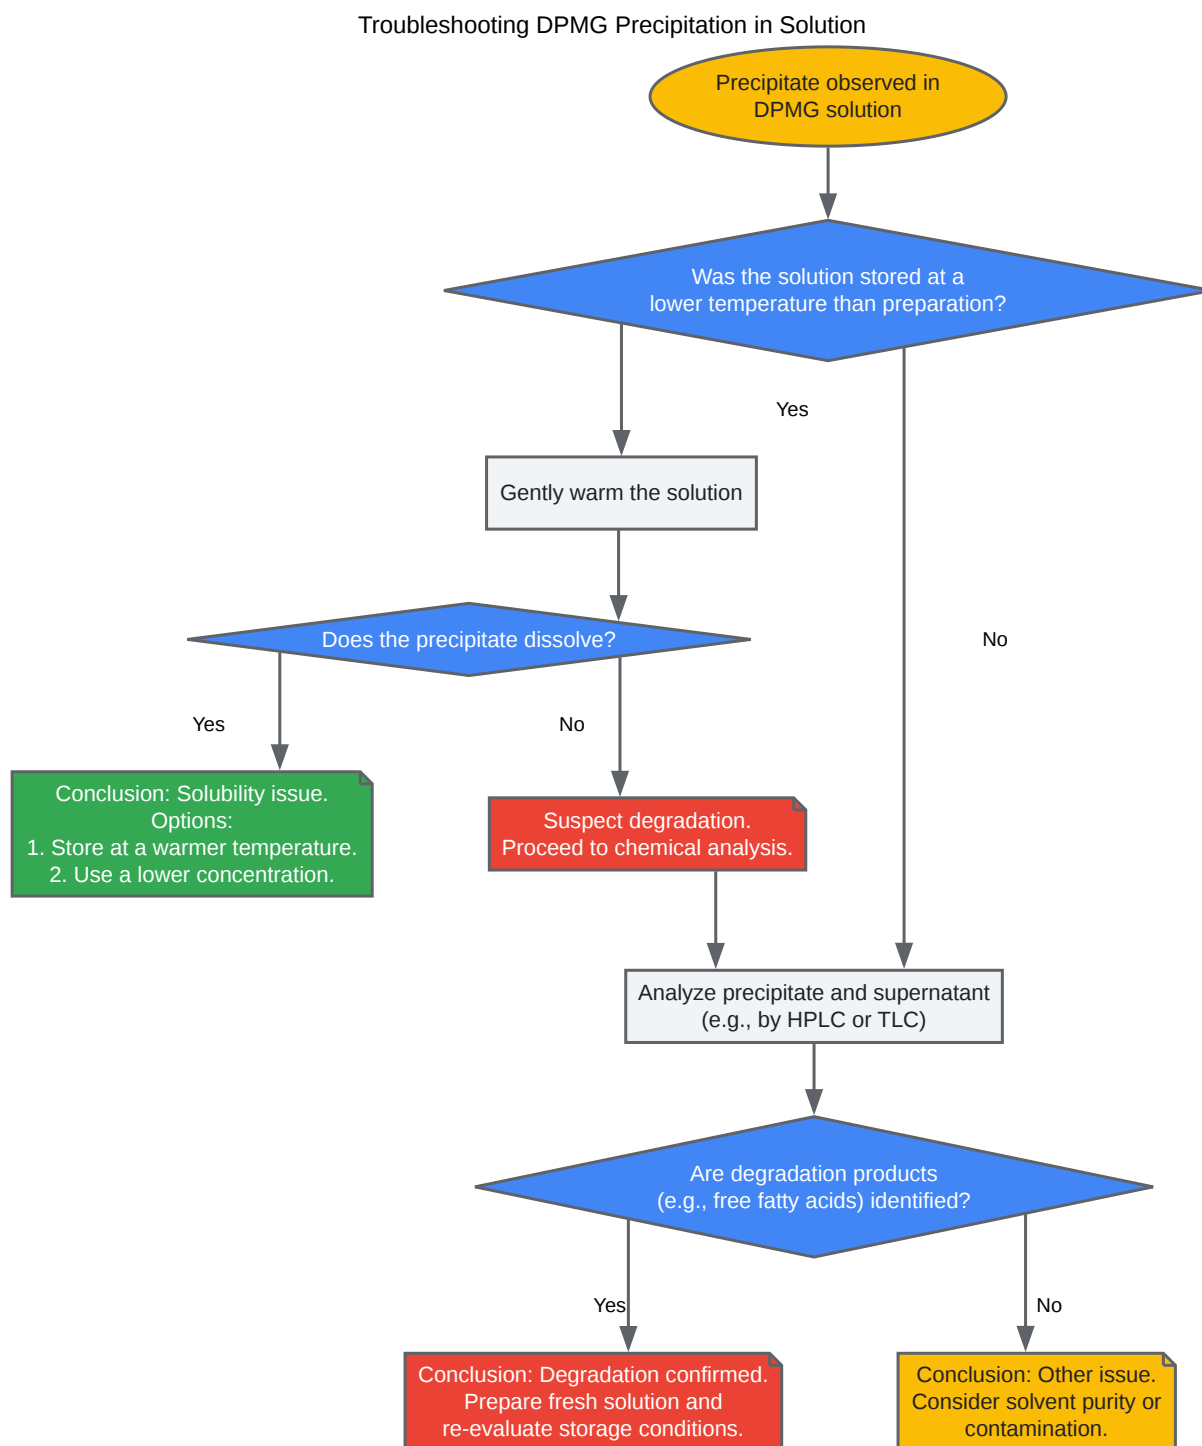 Troubleshooting DPMG Precipitation in Solution
Precipitate observed in
DPMG solution
Was the solution stored at a
lower temperature than preparation?
Yes
Gently warm the solution
Does the precipitate dissolve?
No
Yes
No
Conclusion: Solubility issue.
Options:
1. Store at a warmer temperature.
2. Use a lower concentration.
Suspect degradation.
Proceed to chemical analysis.
Analyze precipitate and supernatant
(e.g., by HPLC or TLC)
Are degradation products
(e.g., free fatty acids) identified?
Yes
No
Conclusion: Degradation confirmed.
Prepare fresh solution and
re-evaluate storage conditions.
Conclusion: Other issue.
Consider solvent purity or
contamination.